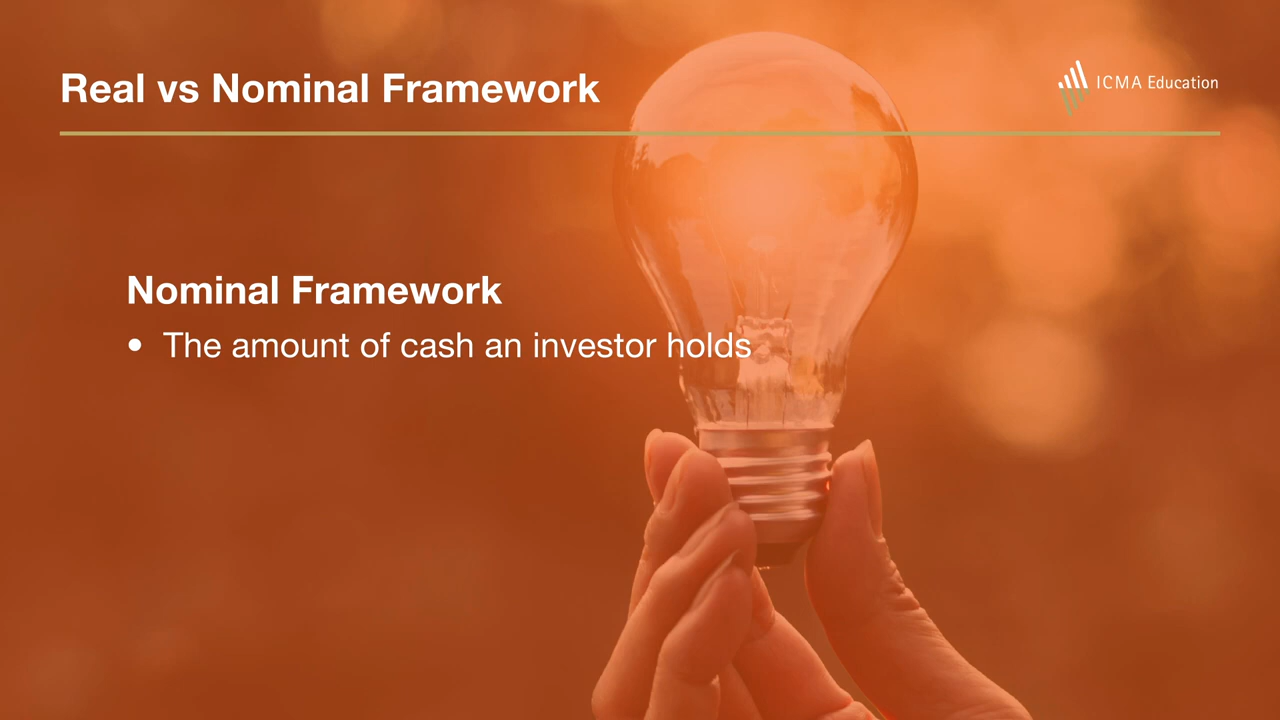 Real vs Nominal Framework
ICMA Education
Nominal Framework
• The amount of cash an investor holds